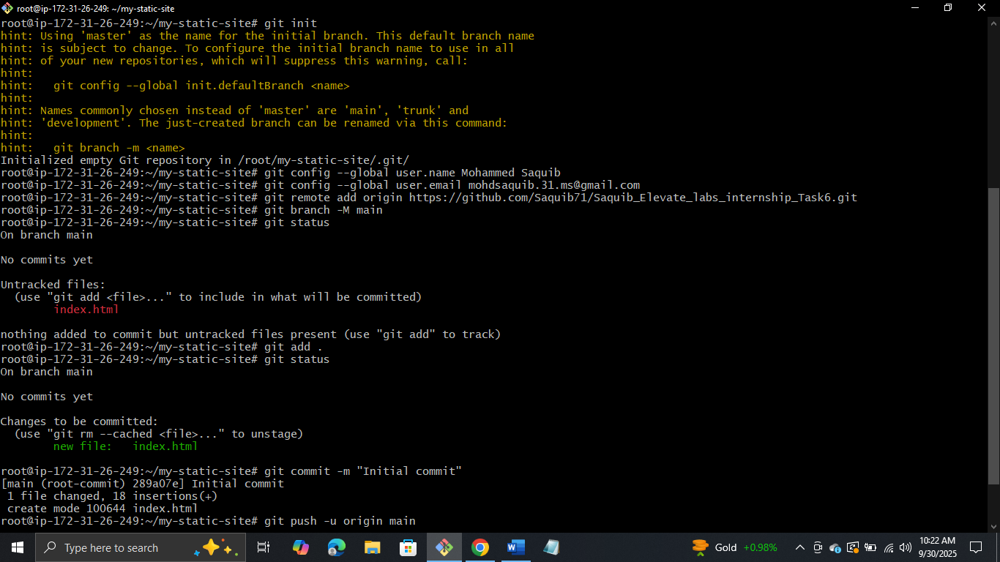 root@ip-172-31-26-249: ~/my-static-site
root@ip-172-31-26-249:~/my-static-site# git init
hint: Using 'master' as the name for the initial branch. This default branch name
hint: is subject to change. To configure the initial branch name to use in all
hint: of your new repositories, which will suppress this warning, call:
hint:
hint:   git config --global init.defaultBranch <name>
hint:
hint: Names commonly chosen instead of 'master' are 'main', 'trunk' and
hint: 'development'. The just-created branch can be renamed via this command:
hint:
hint:   git branch -m <name>
Initialized empty Git repository in /root/my-static-site/.git/
root@ip-172-31-26-249:~/my-static-site# git config --global user.name Mohammed Saquib
root@ip-172-31-26-249:~/my-static-site# git config --global user.email mohdsaquib.31.ms@gmail.com
root@ip-172-31-26-249:~/my-static-site# git remote add origin https://github.com/Saquib71/Saquib_Elevate_labs_internship_Task6.git
root@ip-172-31-26-249:~/my-static-site# git branch -M main
root@ip-172-31-26-249:~/my-static-site# git status
On branch main
No commits yet
Untracked files:
  (use "git add <file>..." to include in what will be committed)
        index.html
nothing added to commit but untracked files present (use "git add" to track)
root@ip-172-31-26-249:~/my-static-site# git add .
root@ip-172-31-26-249:~/my-static-site# git status
On branch main
No commits yet
Changes to be committed:
  (use "git rm --cached <file>..." to unstage)
        new file:   index.html
root@ip-172-31-26-249:~/my-static-site# git commit -m "Initial commit"
[main (root-commit) 289a07e] Initial commit
 1 file changed, 18 insertions(+)
 create mode 100644 index.html
root@ip-172-31-26-249:~/my-static-site# git push -u origin main
Type here to search
Gold +0.98%
10:22 AM
9/30/2025